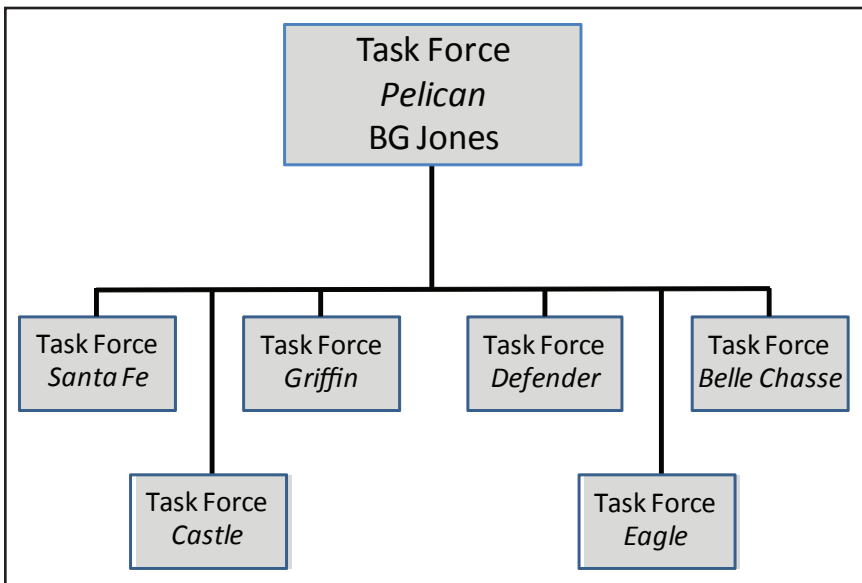 Task Force
Pelican
BG Jones
Task Force
Santa Fe
Task Force
Griffin
Task Force
Defender
Task Force
Belle Chasse
Task Force
Castle
Task Force
Eagle